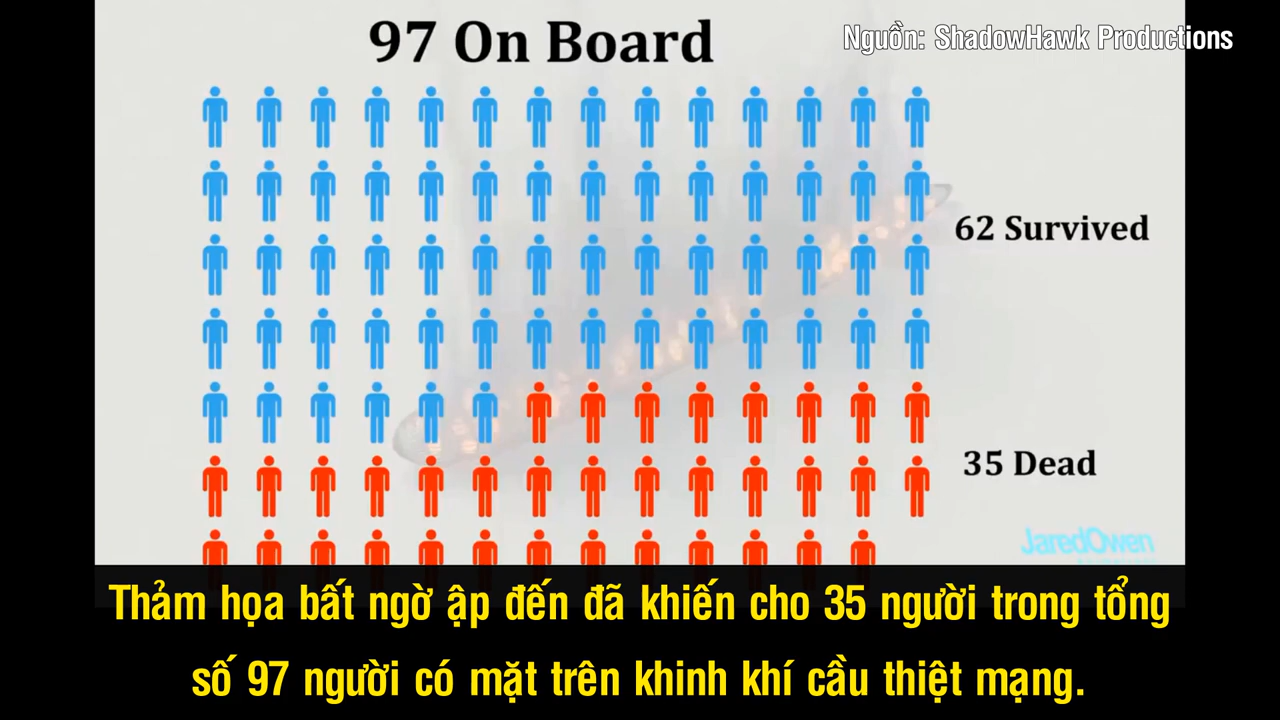 97 On Board
Nguồn: ShadowHawk Productions
62 Survived
35 Dead
JaredOwen
Thảm họa bất ngờ ập đến đã khiến cho 35 người trong tổng
số 97 người có mặt trên khinh khí cầu thiệt mạng.